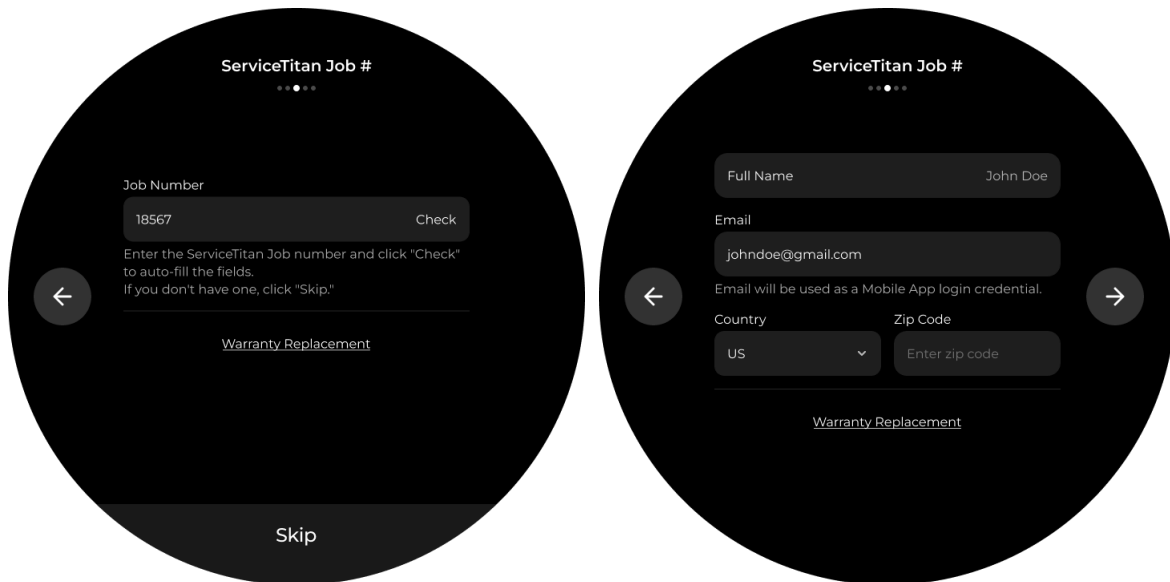 ServiceTitan Job #
Job Number
18567 Check
Enter the ServiceTitan Job number and click "Check"
to auto-fill the fields.
If you don't have one, click "Skip."
Warranty Replacement
Skip
ServiceTitan Job #
Full Name John Doe
Email
johndoe@gmail.com
Email will be used as a Mobile App login credential.
Country Zip Code
US Enter zip code
Warranty Replacement